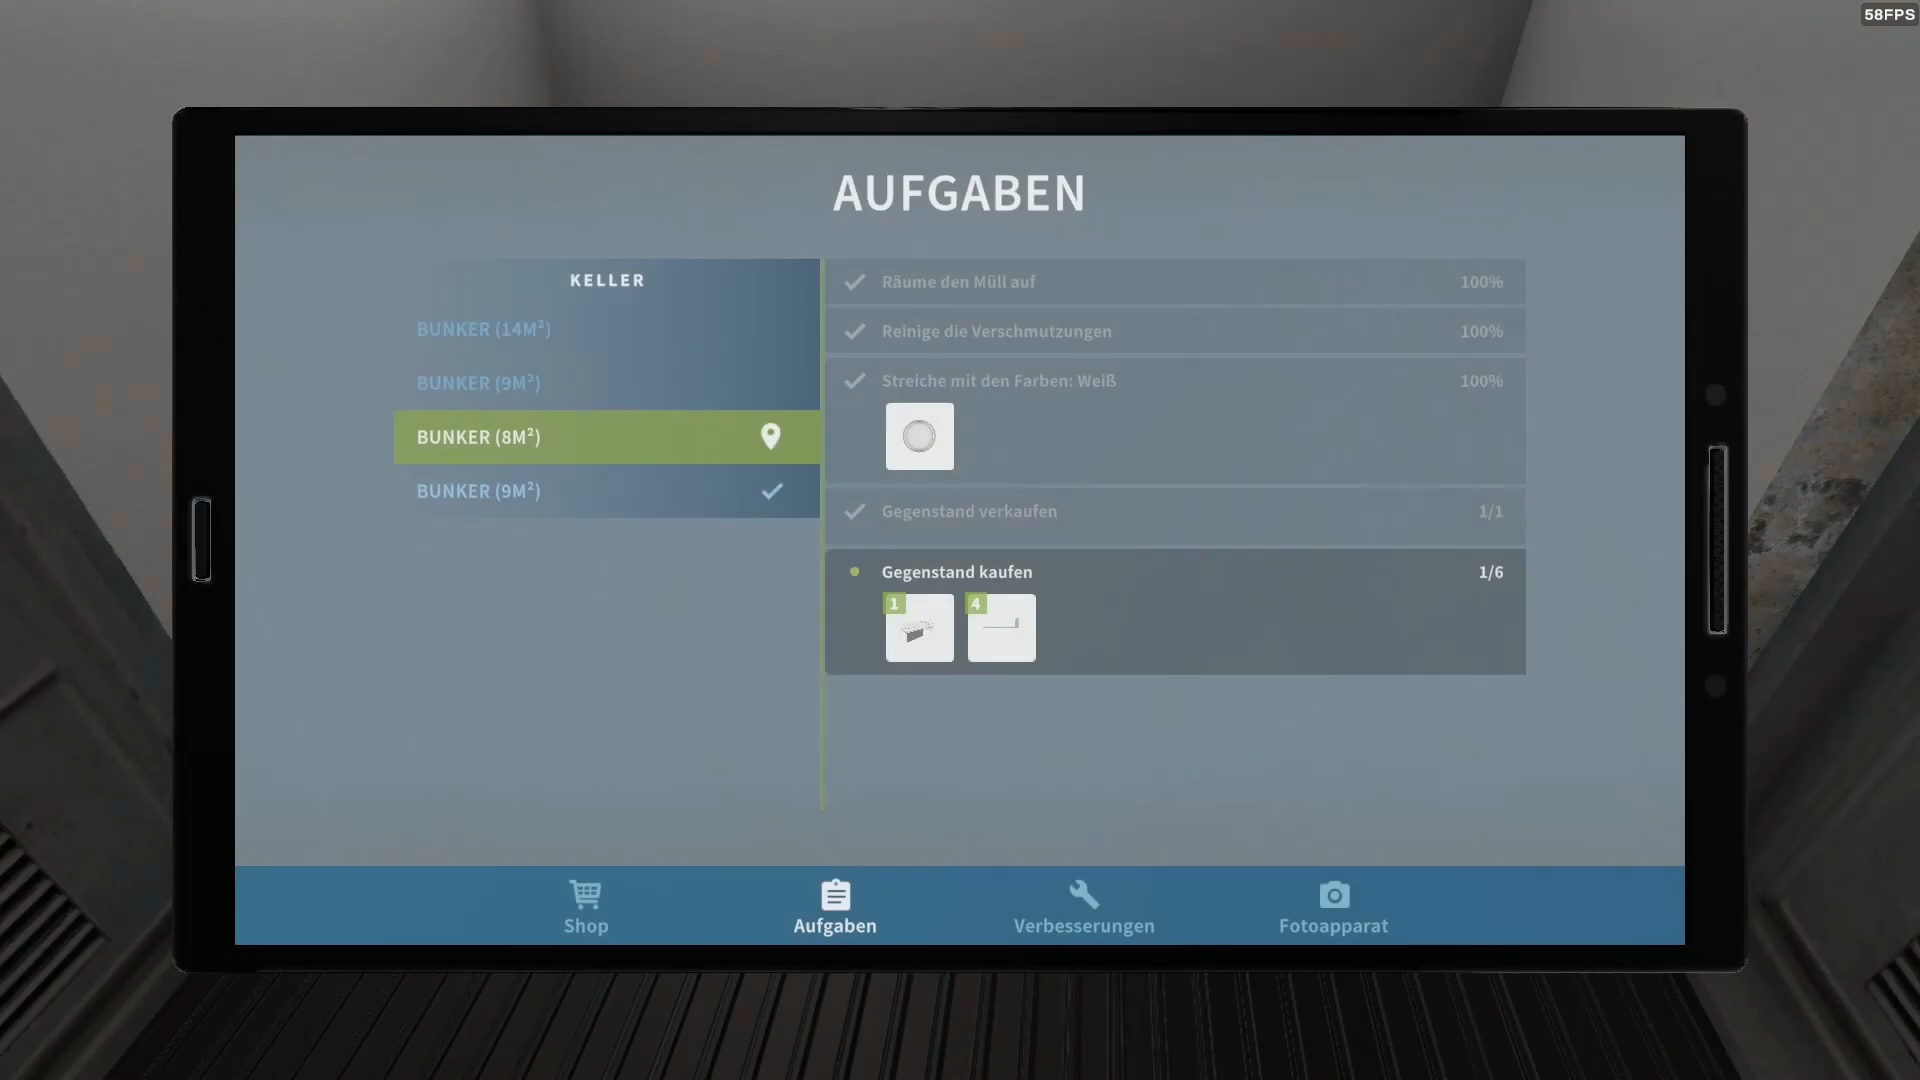 58FPS
AUFGABEN
KELLER
BUNKER (14M²)
BUNKER (9M²)
BUNKER (8M²)
BUNKER (9M²)
Räume den Müll auf 100%
Reinige die Verschmutzungen 100%
Streiche mit den Farben: Weiß 100%
Gegenstand verkaufen 1/1
Gegenstand kaufen 1/6
1 4
Shop Aufgaben Verbesserungen Fotoapparat